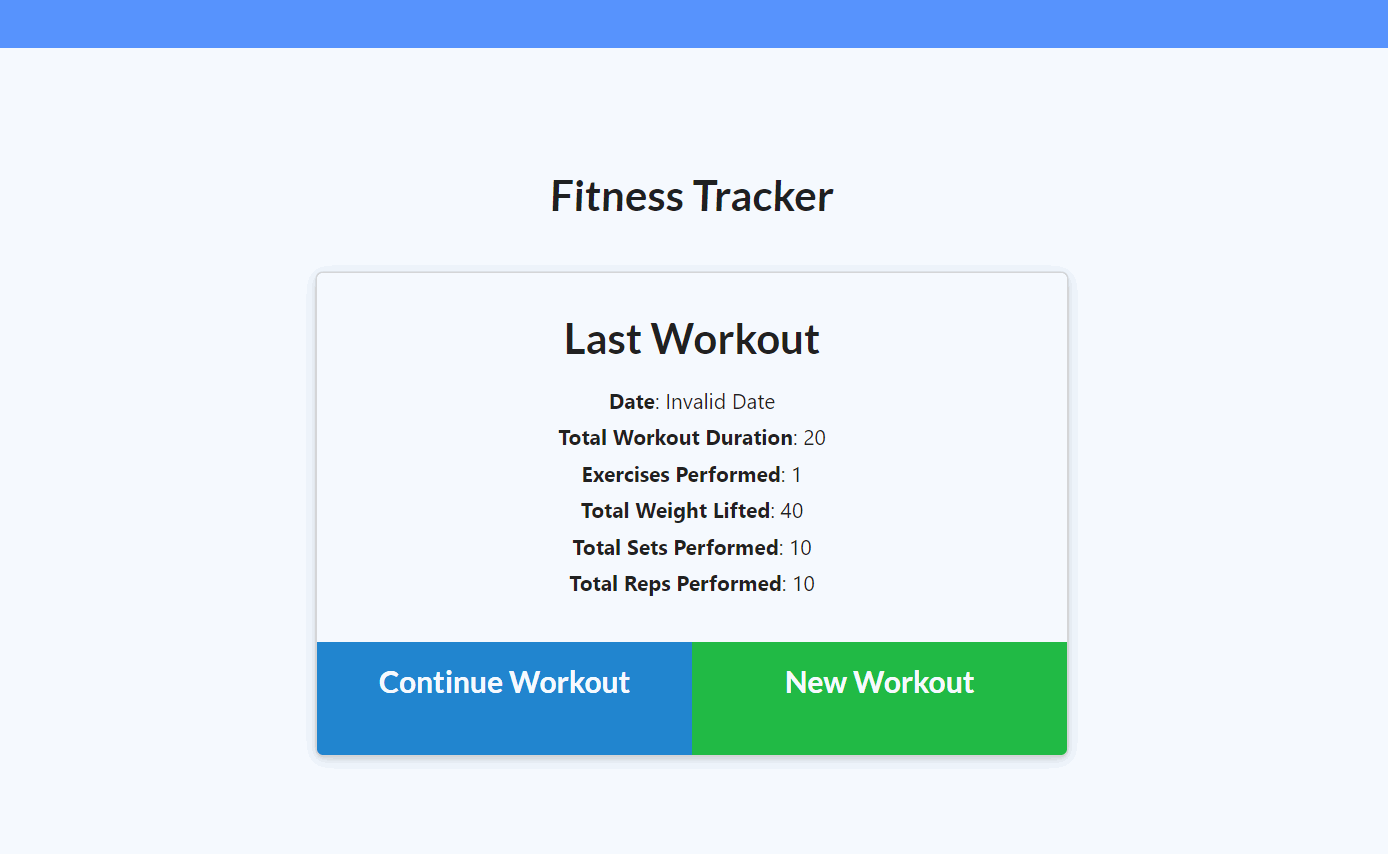 Fitness Tracker
Last Workout
Date: Invalid Date
Total Workout Duration: 20
Exercises Performed: 1
Total Weight Lifted: 40
Total Sets Performed: 10
Total Reps Performed: 10
Continue Workout
New Workout